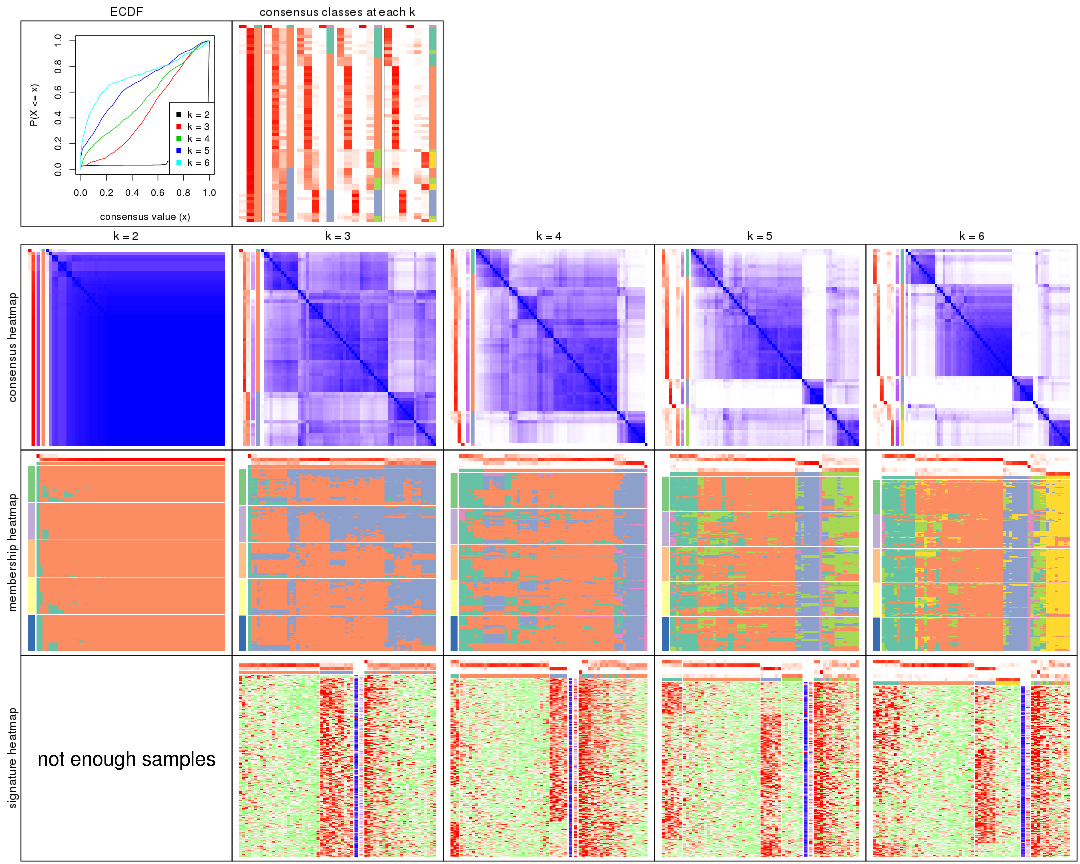 ECDF
consensus classes at each k
P(X <= x)
0.0 0.2 0.4 0.6 0.8 1.0
k = 2
k = 3
k = 4
k = 5
k = 6
0.0 0.2 0.4 0.6 0.8 1.0
consensus value (x)
k = 2
k = 3
k = 4
k = 5
k = 6
consensus heatmap
membership heatmap
signature heatmap
not enough samples